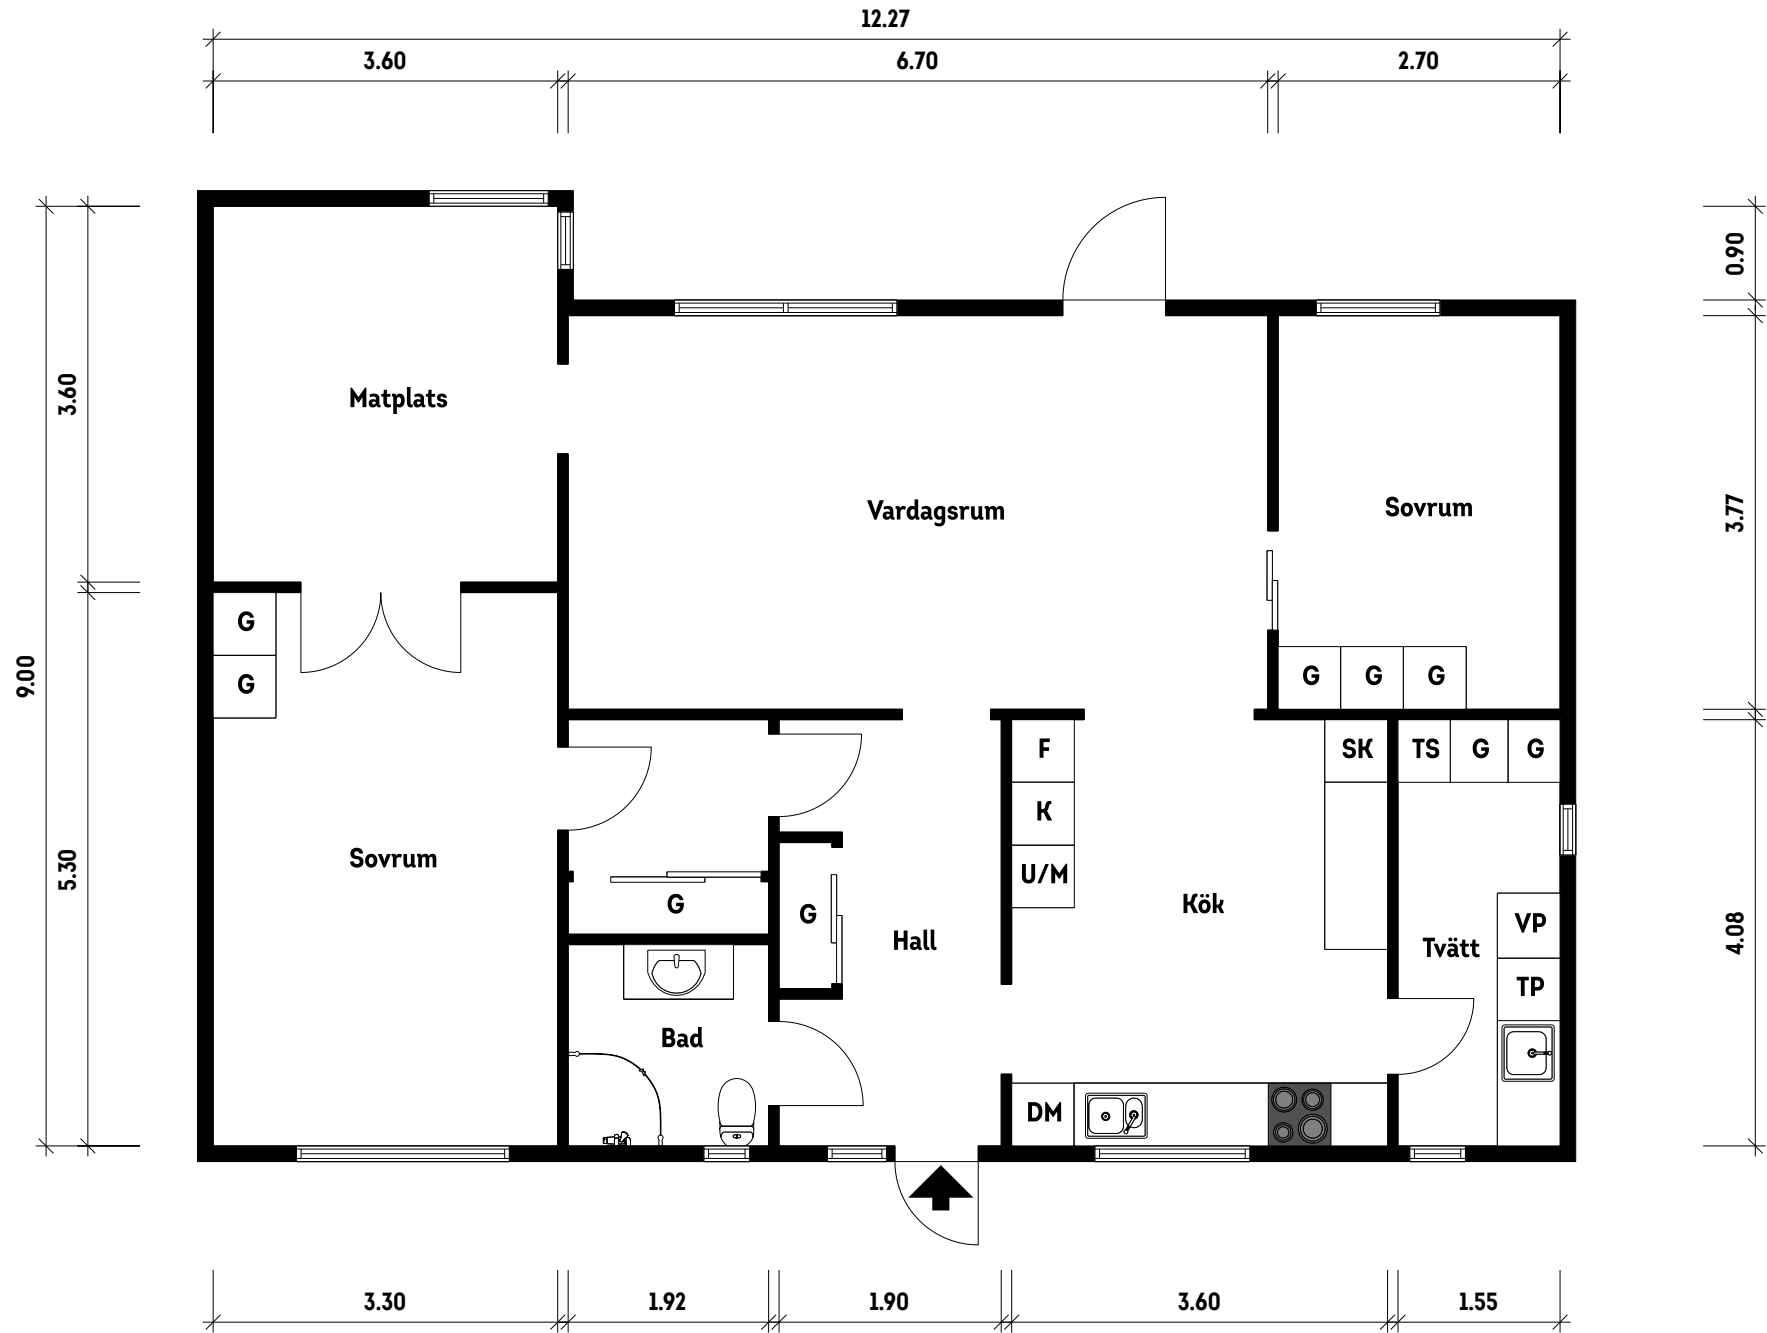 12.27
3.60 6.70 2.70
0.90
Matplats
3.60
Vardagsrum
Sovrum
3.77
9.00
G
G
G G G
F
SK TS G G
K
U/M
5.30
Sovrum
G
G
Hall
Kök
Tvätt
VP
4.08
TP
Bad
DM
3.30 1.92 1.90 3.60 1.55